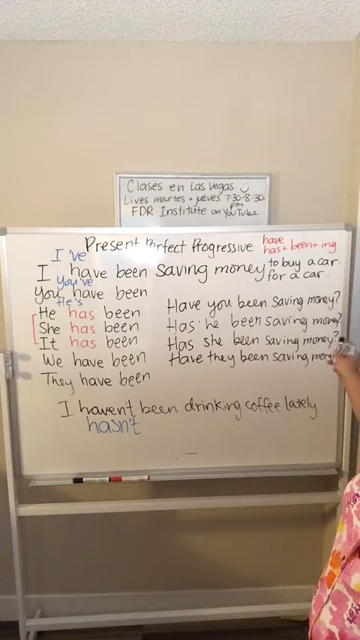 Clases en Las Vegas
Lives martes + jueves 7:30-8:30
PM
FDR Institute on YouTube
I've
Present Perfect Progressive
have
has + been + ing
I have been saving money to buy a car.
for a car.
You've
You have been
He's
He has been
She has been
It has been
We have been
They have been
Have you been saving money?
Has he been saving money?
Has she been saving money?
Have they been saving mon
I haven't been drinking coffee lately
hasn't